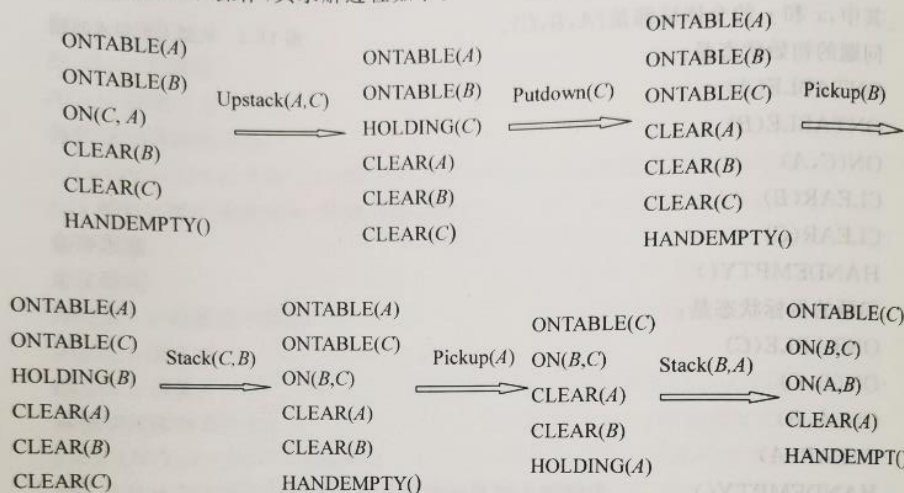 ONTABLE(A)
ONTABLE(B)
ON(C, A)
CLEAR(B)
CLEAR(C)
HANDEMPTY()
Upstack(A,C)
ONTABLE(A)
ONTABLE(B)
HOLDING(C)
CLEAR(A)
CLEAR(B)
CLEAR(C)
Putdown(C)
ONTABLE(A)
ONTABLE(B)
ONTABLE(C)
CLEAR(A)
CLEAR(B)
CLEAR(C)
HANDEMPTY()
Pickup(B)
ONTABLE(A)
ONTABLE(C)
HOLDING(B)
CLEAR(A)
CLEAR(B)
CLEAR(C)
Stack(C,B)
ONTABLE(A)
ONTABLE(C)
ON(B,C)
CLEAR(A)
CLEAR(B)
HANDEMPTY()
Pickup(A)
ONTABLE(C)
ON(B,C)
CLEAR(A)
CLEAR(B)
HOLDING(A)
Stack(B,A)
ONTABLE(C)
ON(B,C)
ON(A,B)
CLEAR(A)
HANDEMPT()